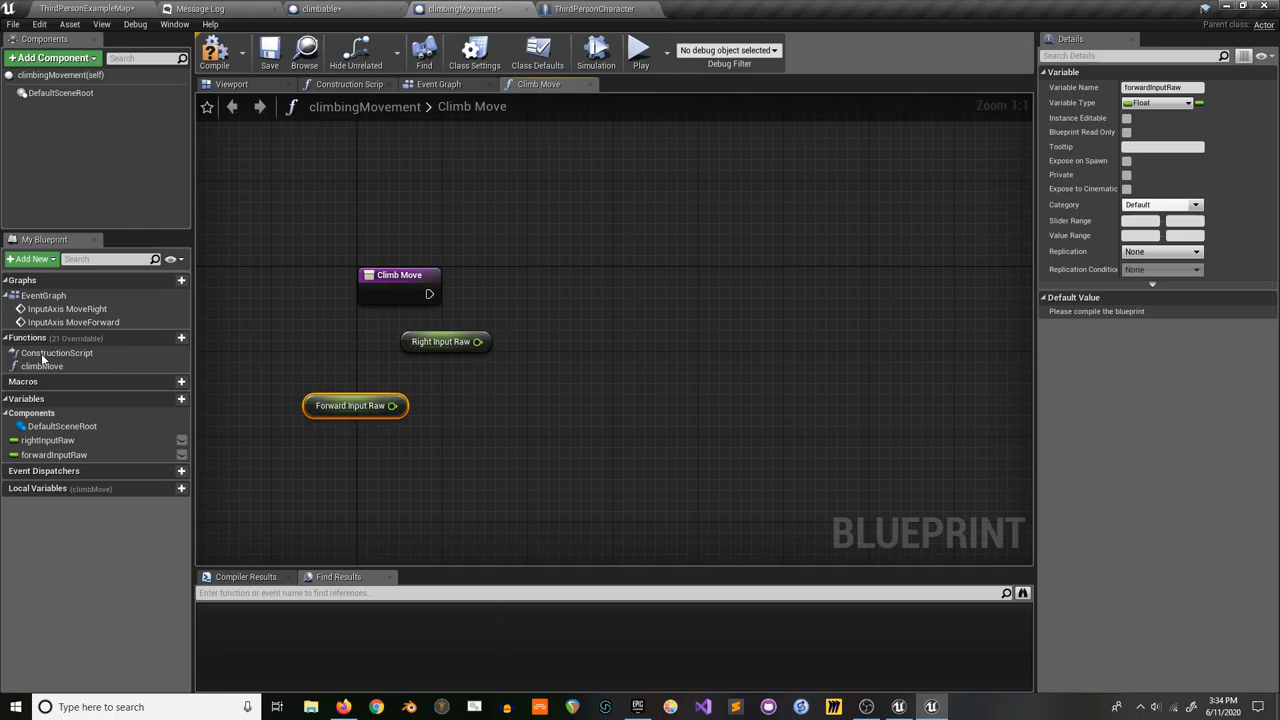 ThirdPersonExampleMap*
Message Log
climbable*
climbingMovement*
ThirdPersonCharacter
File
Edit
Asset
View
Debug
Window
Help
Parent class: Actor
Components
+Add Component
Search
climbingMovement(self)
DefaultSceneRoot
Compile
Save
Browse
Hide Unrelated
Find
Class Settings
Class Defaults
Simulation
Play
No debug object selected
Debug Filter
Viewport
Construction Scrip
Event Graph
Climb Move
climbingMovement > Climb Move
Zoom 1:1
Climb Move
Right Input Raw
Forward Input Raw
BLUEPRINT
My Blueprint
+Add New
Search
Graphs
EventGraph
InputAxis MoveRight
InputAxis MoveForward
Functions (21 Overridable)
ConstructionScript
climbMove
Macros
Variables
Components
DefaultSceneRoot
rightInputRaw
forwardInputRaw
Event Dispatchers
Local Variables (climbMove)
Compiler Results
Find Results
Enter function or event name to find references...
Details
Search Details
Variable
Variable Name
forwardInputRaw
Variable Type
Float
Instance Editable
Blueprint Read Only
Tooltip
Expose on Spawn
Private
Expose to Cinematic
Category
Default
Slider Range
Value Range
Replication
None
Replication Condition
None
Default Value
Please compile the blueprint
Type here to search
3:34 PM
6/11/2020